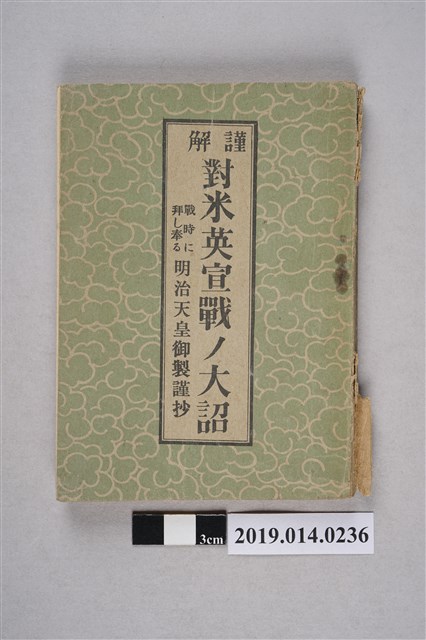 謹解
對米英宣戰ノ大詔
戰時に
拜し奉る
明治天皇御製謹抄
3cm
2019.014.0236